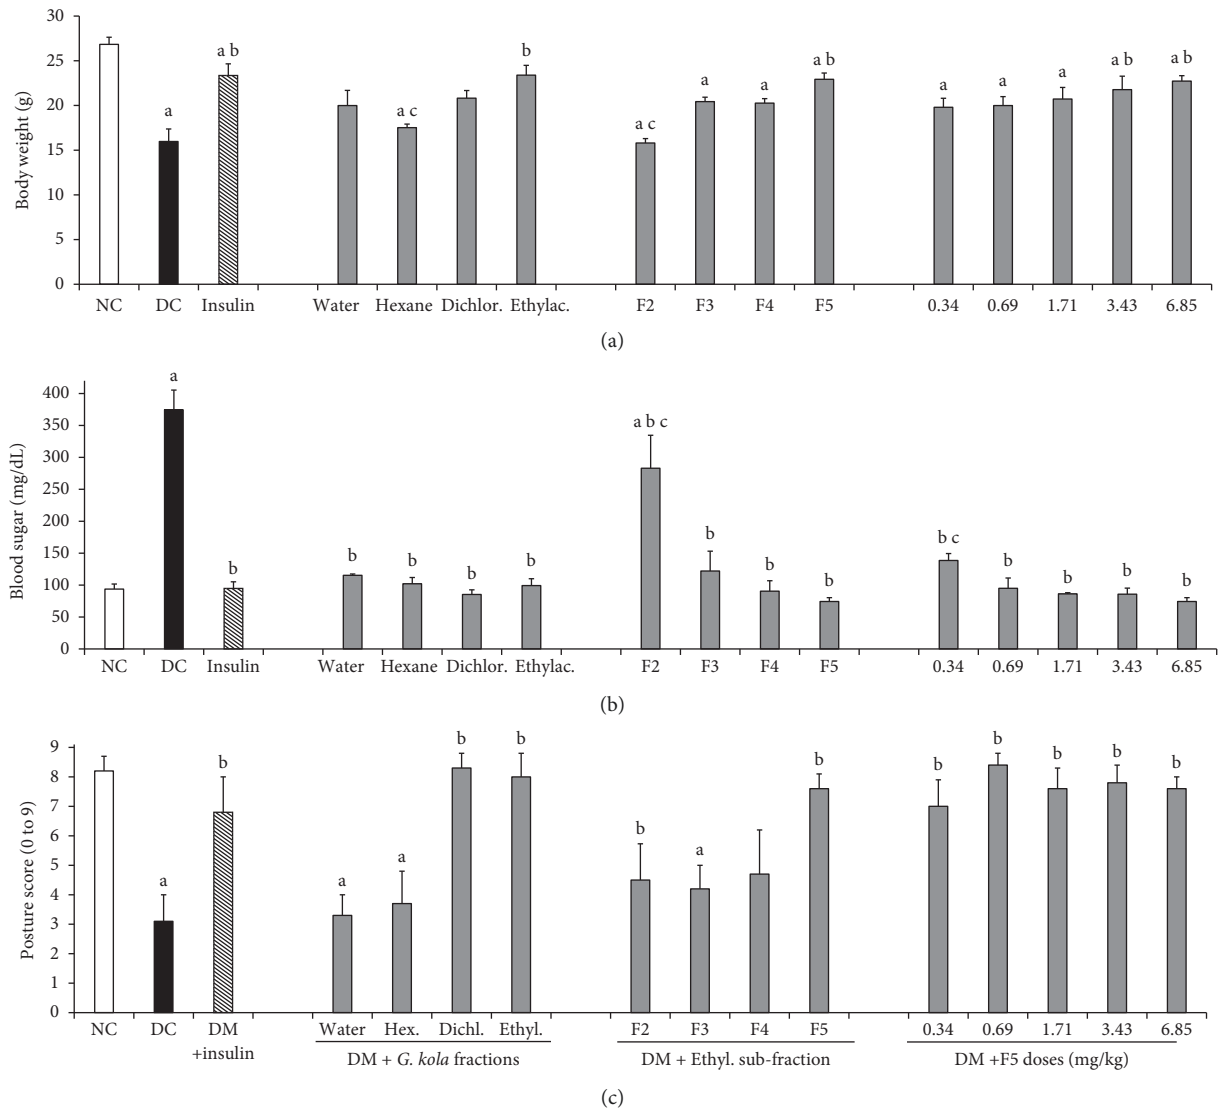 30
25
20
15
10
5
0
Body weight (g)
a
a b
a c
b
a c
a
a
a b
a
a
a
a b
a b
NC DC Insulin Water Hexane Dichlor. Ethylac. F2 F3 F4 F5 0.34 0.69 1.71 3.43 6.85
(a)
400
350
300
250
200
150
100
50
0
Blood sugar (mg/dL)
a
b
b
b
b
b
a b c
b
b
b
b c
b
b
b
b
NC DC Insulin Water Hexane Dichlor. Ethylac. F2 F3 F4 F5 0.34 0.69 1.71 3.43 6.85
(b)
9
8
7
6
5
4
3
2
1
0
Posture score (0 to 9)
a
b
a
a
b
b
b
a
b
b
b
b
b
b
NC DC DM Water Hex. Dichl. Ethyl. F2 F3 F4 F5 0.34 0.69 1.71 3.43 6.85
+insulin
DM + G. kola fractions DM + Ethyl. sub-fraction DM +F5 doses (mg/kg)
(c)